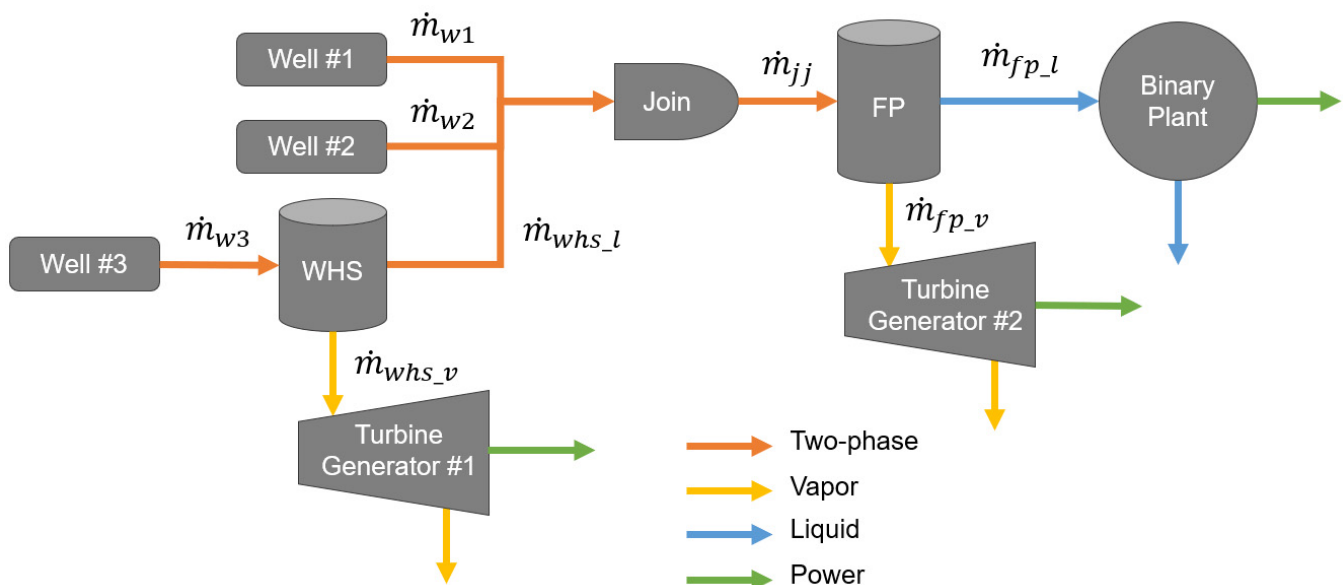 ṁw1
Well #1
ṁw2
Well #2
ṁw3
Well #3
WHS
ṁwhs_l
ṁwhs_v
Turbine
Generator #1
Join
ṁjj
FP
ṁfp_l
Binary
Plant
ṁfp_v
Turbine
Generator #2
Two-phase
Vapor
Liquid
Power